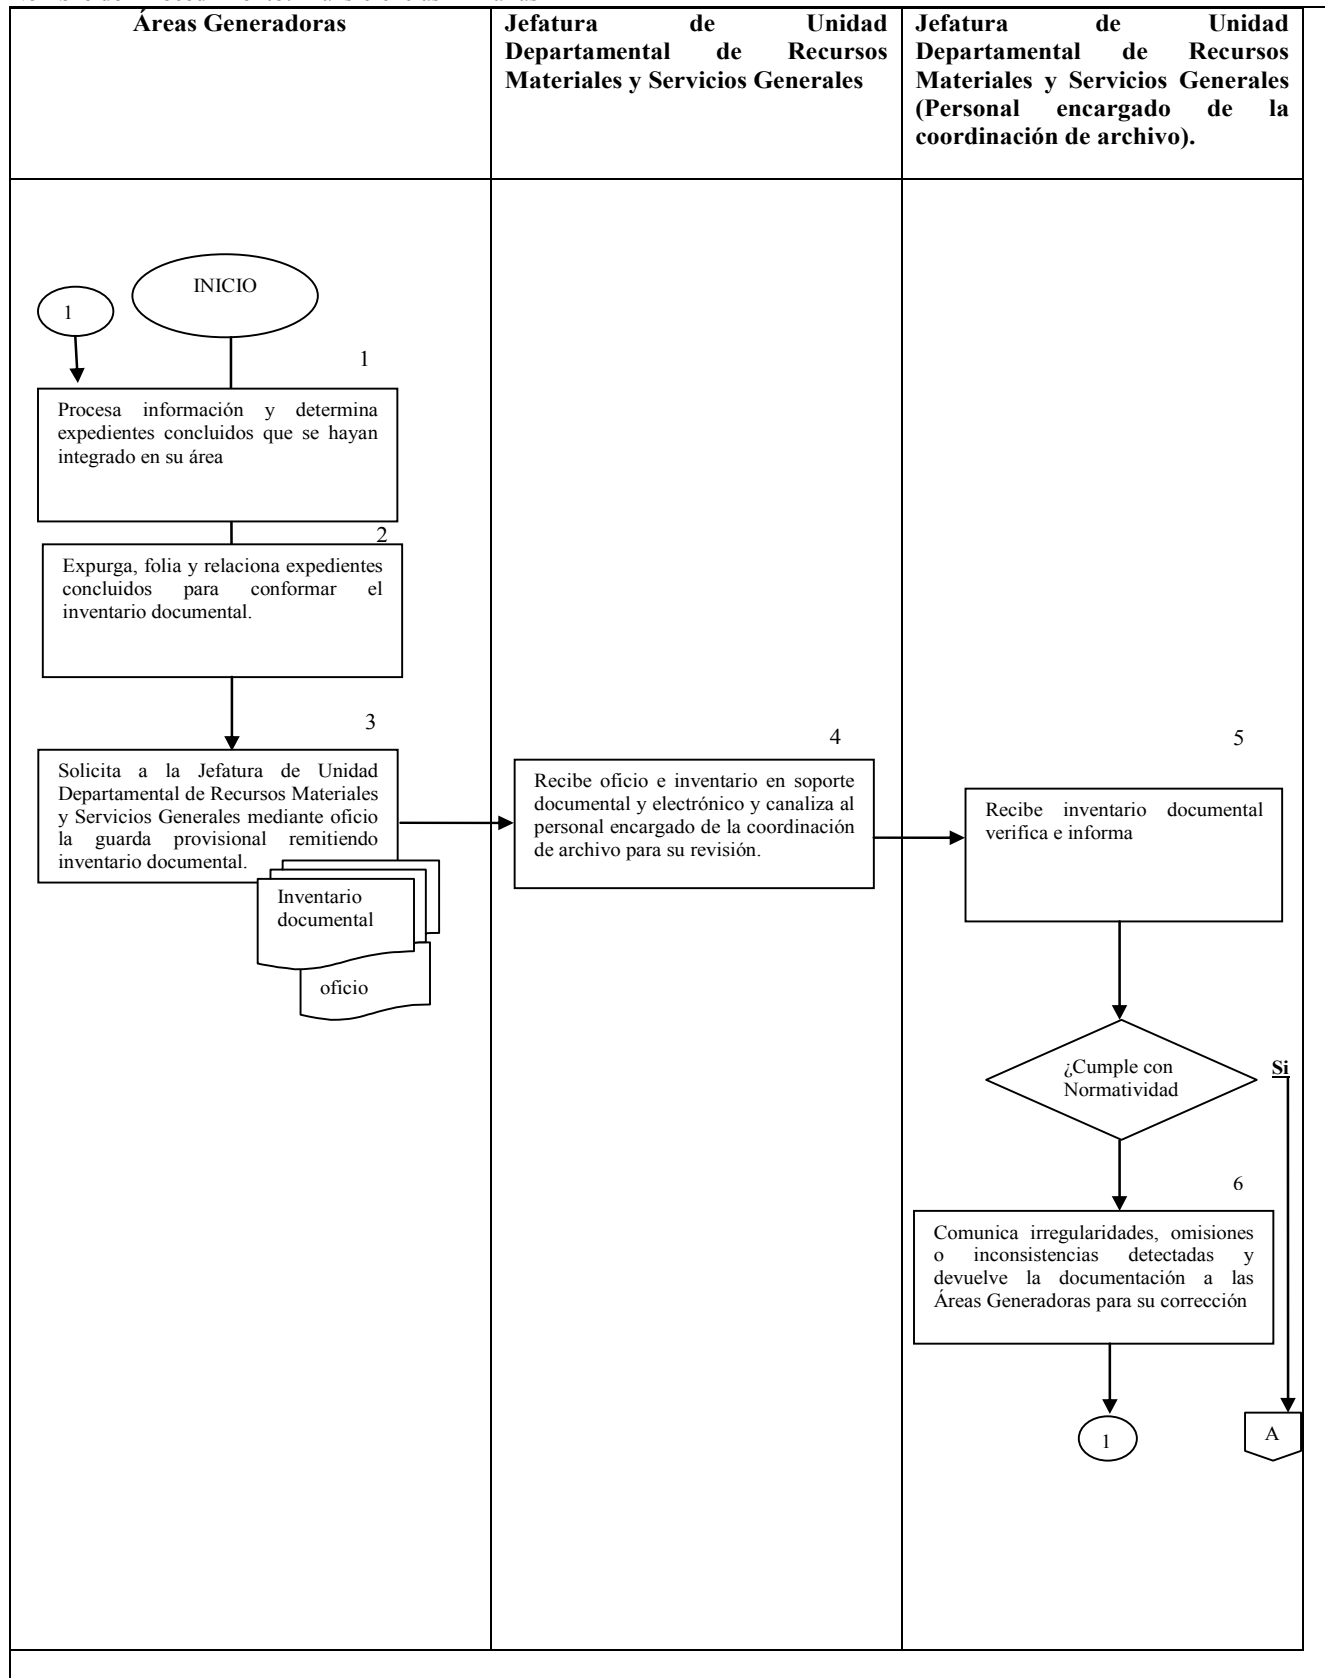 Áreas Generadoras
Jefatura de Unidad
Departamental de Recursos
Materiales y Servicios Generales
Jefatura de Unidad
Departamental de Recursos
Materiales y Servicios Generales
(Personal encargado de la
coordinación de archivo).
INICIO
1
1
Procesa información y determina
expedientes concluidos que se hayan
integrado en su área
2
Expurga, folia y relaciona expedientes
concluidos para conformar el
inventario documental.
3
Solicita a la Jefatura de Unidad
Departamental de Recursos Materiales
y Servicios Generales mediante oficio
la guarda provisional remitiendo
inventario documental.
Inventario
documental
oficio
4
Recibe oficio e inventario en soporte
documental y electrónico y canaliza al
personal encargado de la coordinación
de archivo para su revisión.
5
Recibe inventario documental
verifica e informa
¿Cumple con
Normatividad
Si
6
Comunica irregularidades, omisiones
o inconsistencias detectadas y
devuelve la documentación a las
Áreas Generadoras para su corrección
1
A